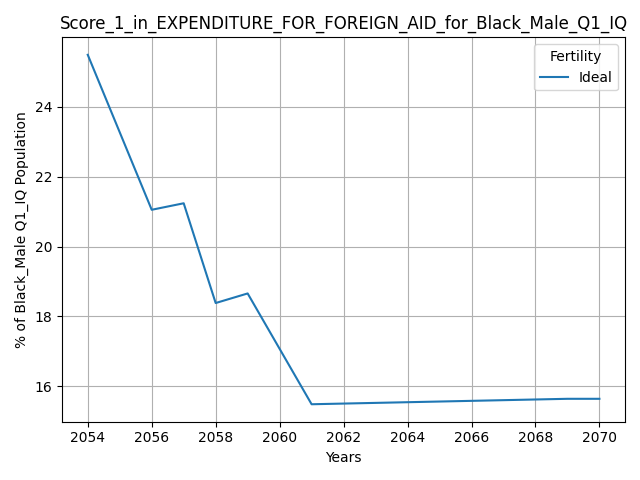 Score_1_in_EXPENDITURE_FOR_FOREIGN_AID_for_Black_Male_Q1_IQ
Fertility
Ideal
% of Black_Male Q1_IQ Population
24
22
20
18
16
2054 2056 2058 2060 2062 2064 2066 2068 2070
Years